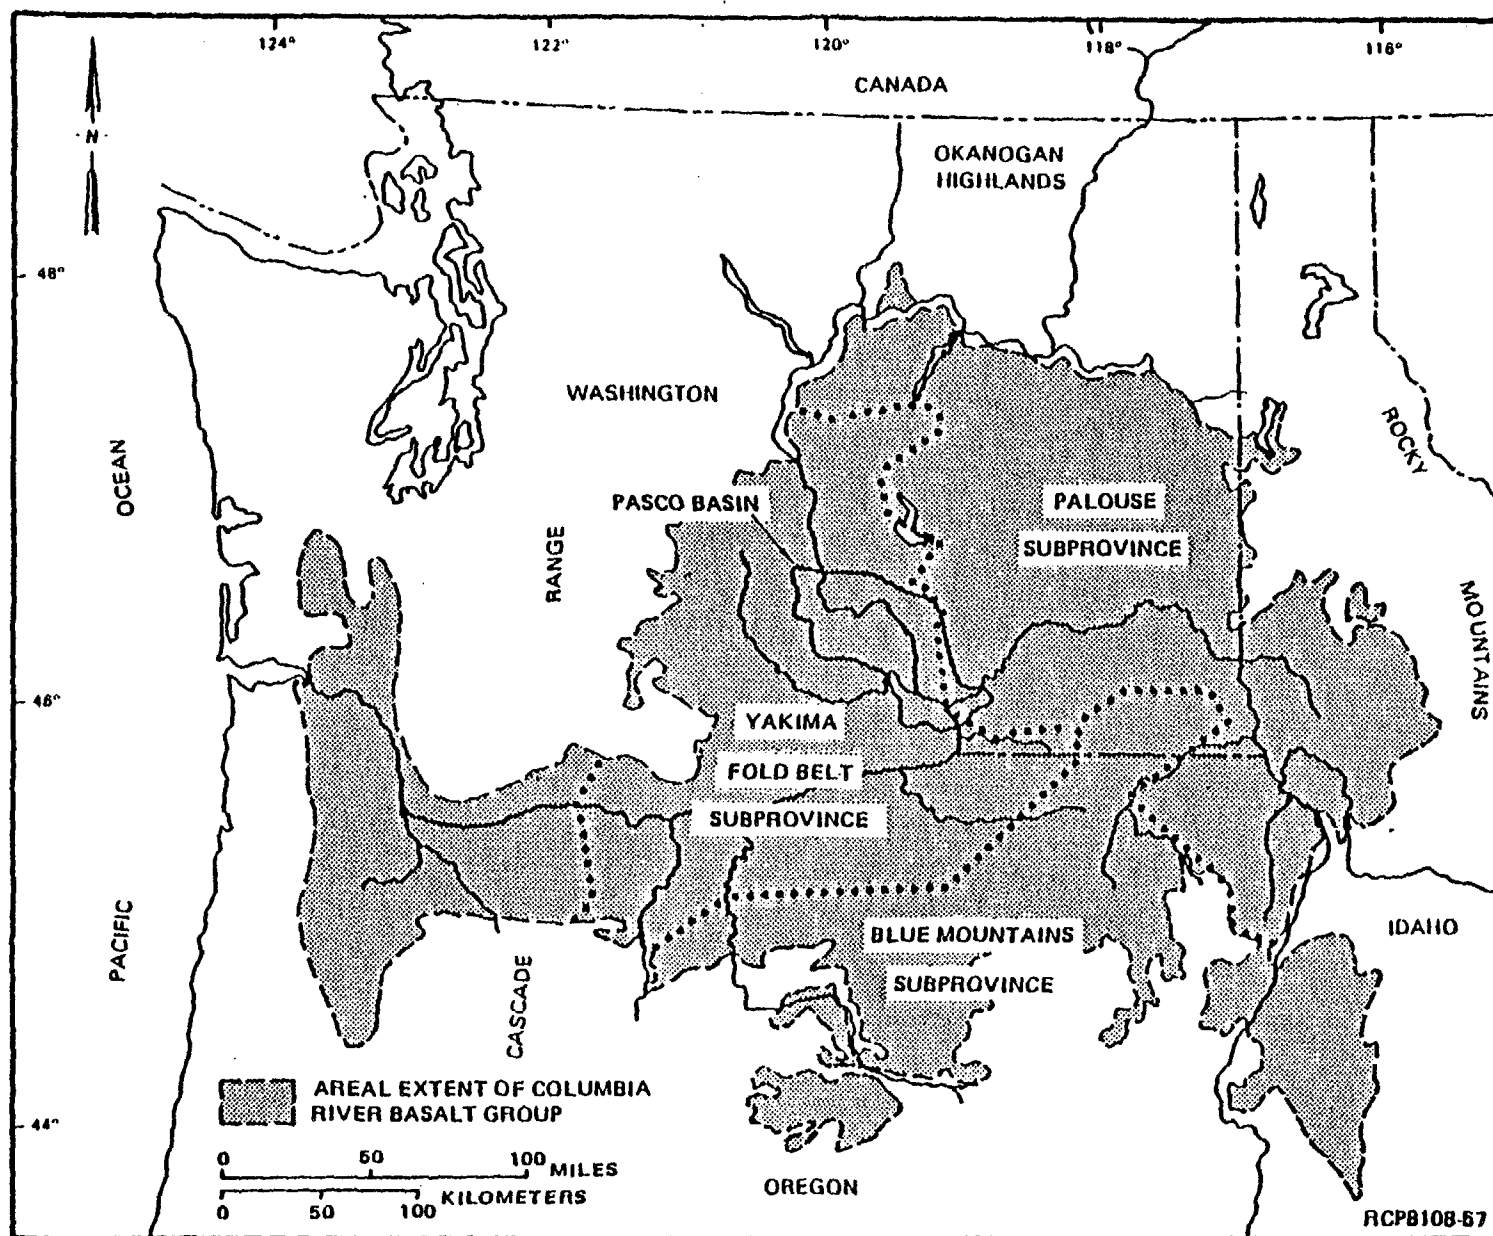 124°
122°
120°
118°
116°
CANADA
N
OKANOGAN
HIGHLANDS
48°
WASHINGTON
ROCKY
OCEAN
PASCO BASIN
PALOUSE
SUBPROVINCE
RANGE
MOUNTAINS
46°
YAKIMA
FOLD BELT
SUBPROVINCE
PACIFIC
BLUE MOUNTAINS
SUBPROVINCE
IDAHO
CASCADE
AREAL EXTENT OF COLUMBIA
RIVER BASALT GROUP
44°
0 50 100 MILES
KILOMETERS
0 50 100
OREGON
RCP8108-67